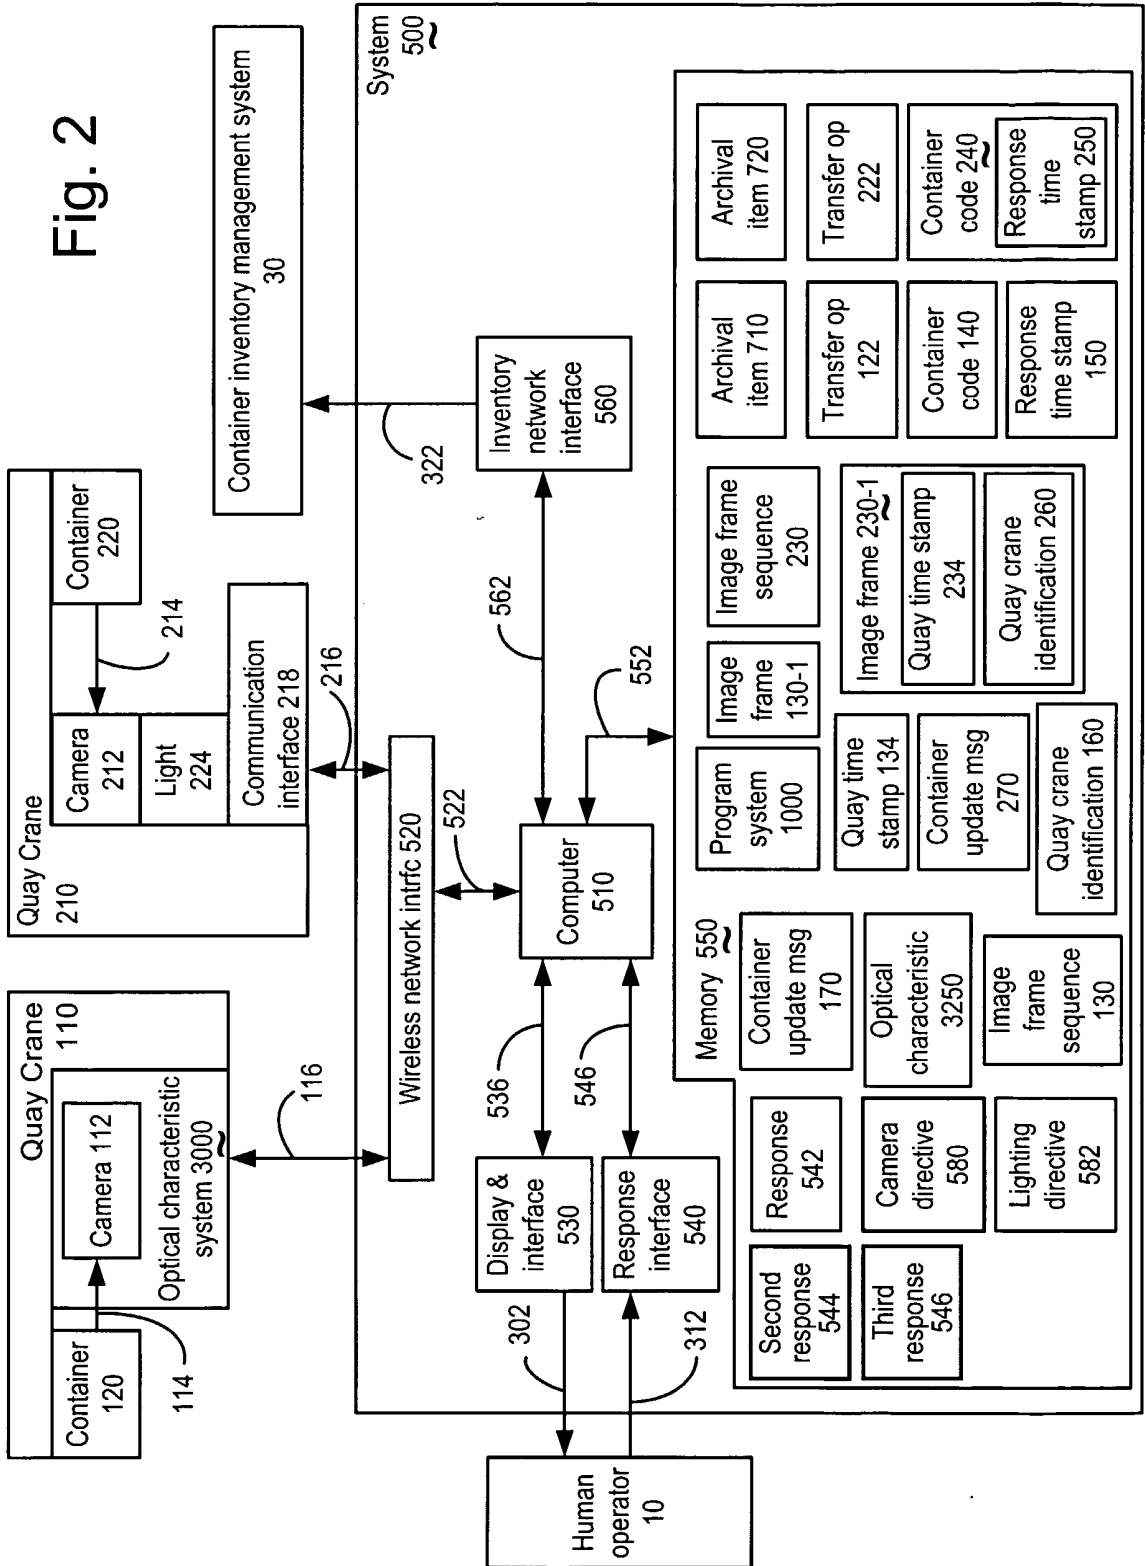 Fig. 2
Quay Crane 110
Camera 112
Optical characteristic
system 3000
Container
120
114
116
Quay Crane
210
Camera
212
Light
224
Communication
interface 218
Container
220
214
216
Container inventory management system
30
322
System
500
Wireless network intrfc 520
522
Computer
510
536
546
562
552
Inventory
network
interface
560
Display &
interface
530
Response
interface
540
302
312
Human
operator
10
Memory 550
Second
response
544
Third
response
546
Response
542
Camera
directive
580
Lighting
directive
582
Container
update msg
170
Optical
characteristic
3250
Image
frame
sequence
130
Program
system
1000
Quay time
stamp 134
Container
update msg
270
Quay crane
identification 160
Image
frame
130-1
Image frame
sequence
230
Image frame 230-1
Quay time stamp
234
Quay crane
identification 260
Archival
item 710
Transfer op
122
Container
code 140
Response
time stamp
150
Archival
item 720
Transfer op
222
Container
code 240
Response
time
stamp 250